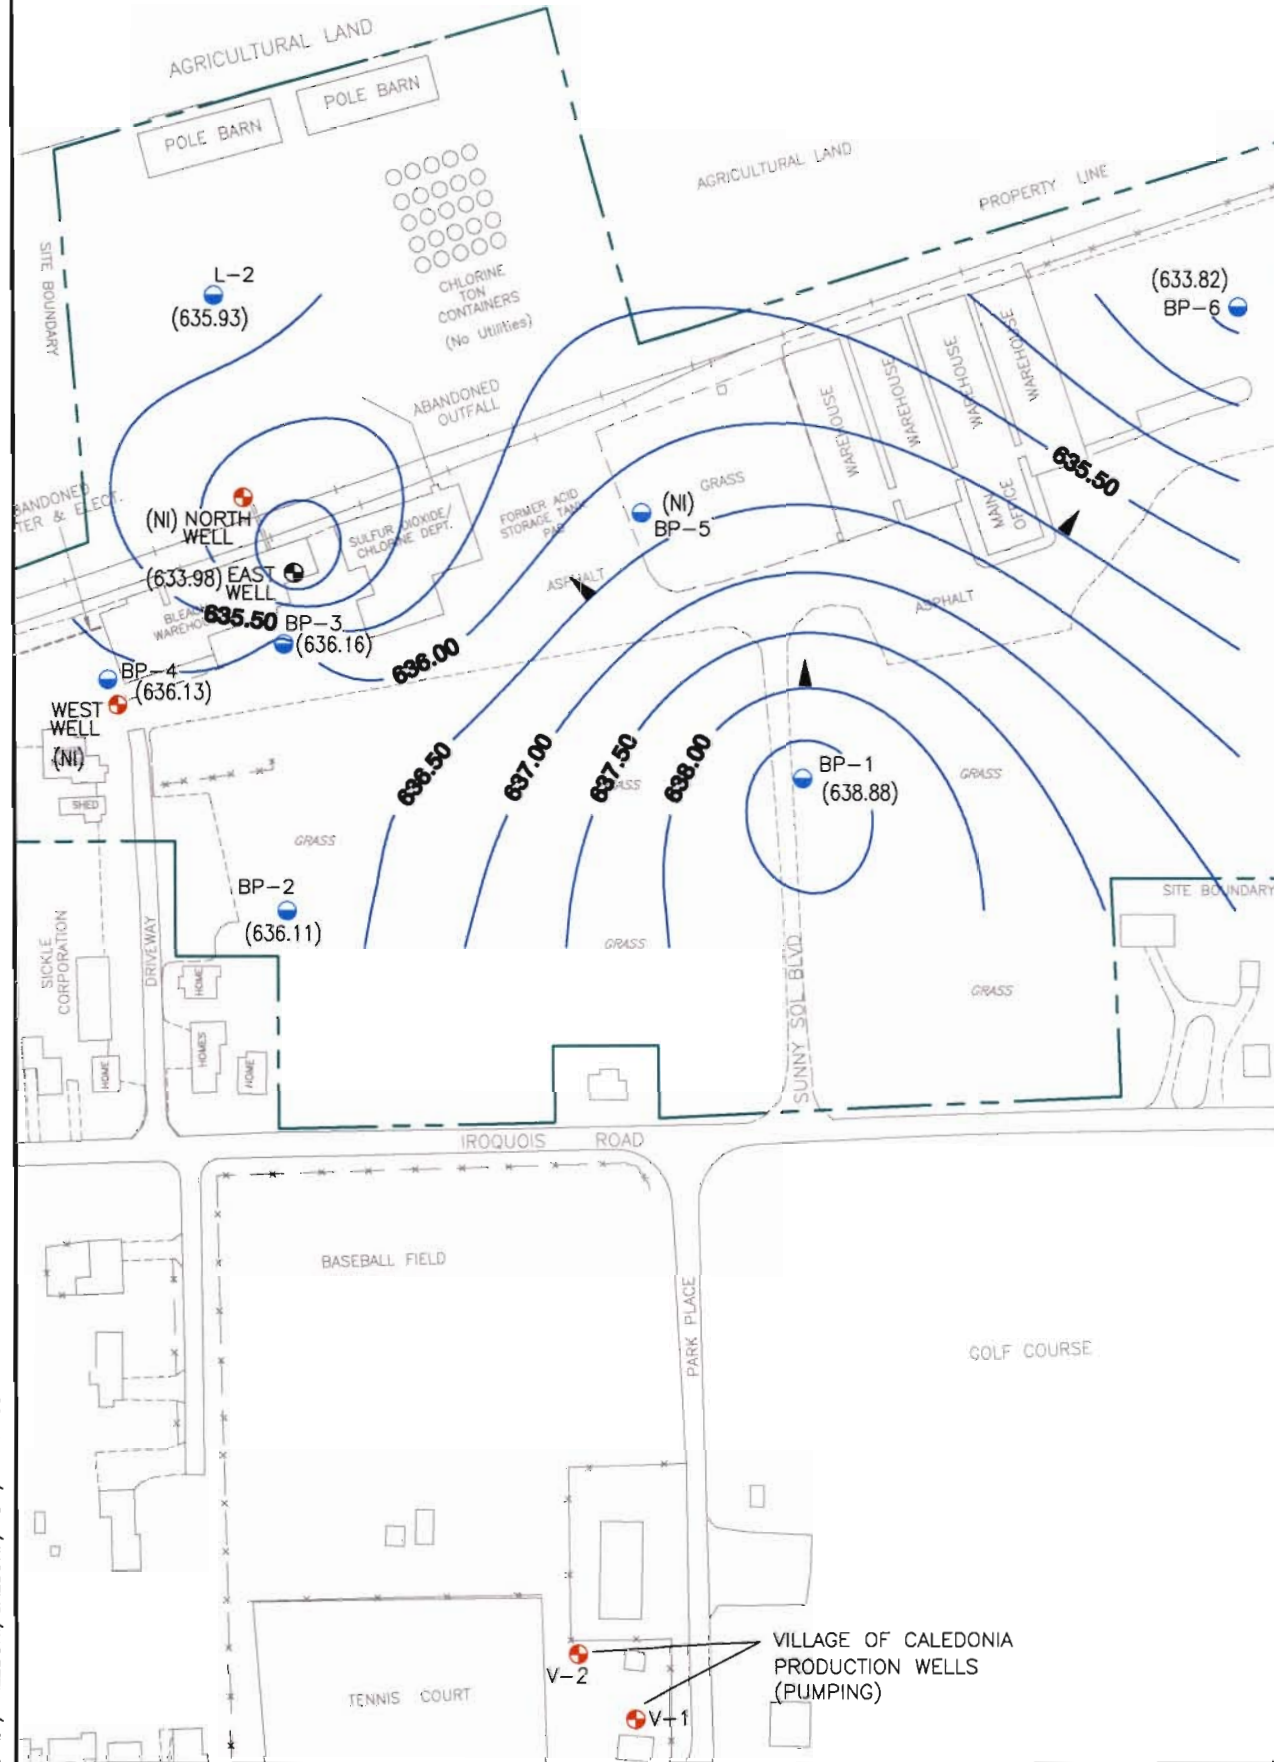 AGRICULTURAL LAND
POLE BARN
POLE BARN
AGRICULTURAL LAND
PROPERTY LINE
SITE BOUNDARY
L-2
(635.93)
CHLORINE
TON
CONTAINERS
(No Utilities)
(633.82)
BP-6
ABANDONED
OUTFALL
WAREHOUSE
WAREHOUSE
WAREHOUSE
WAREHOUSE
635.50
(NI) NORTH
WELL
SULFUR DIOXIDE/
CHLORINE DEPT.
FORMER ACID
STORAGE TANK
PAD
GRASS
(NI)
BP-5
MAIN
OFFICE
(633.98) EAST
WELL
ASPHALT
ASPHALT
635.50
BP-3
(636.16)
636.00
BP-4
(636.13)
WEST
WELL
(NI)
636.50
637.00
637.50
638.00
BP-1
(638.88)
GRASS
SHED
GRASS
BP-2
(636.11)
SITE BOUNDARY
SICKLE
CORPORATION
DRIVEWAY
GRASS
GRASS
HOME
HOMES
HOME
HOME
SUNNY SOL BLVD
IROQUOIS ROAD
BASEBALL FIELD
PARK PLACE
GOLF COURSE
VILLAGE OF CALEDONIA
PRODUCTION WELLS
(PUMPING)
V-2
V-1
TENNIS COURT